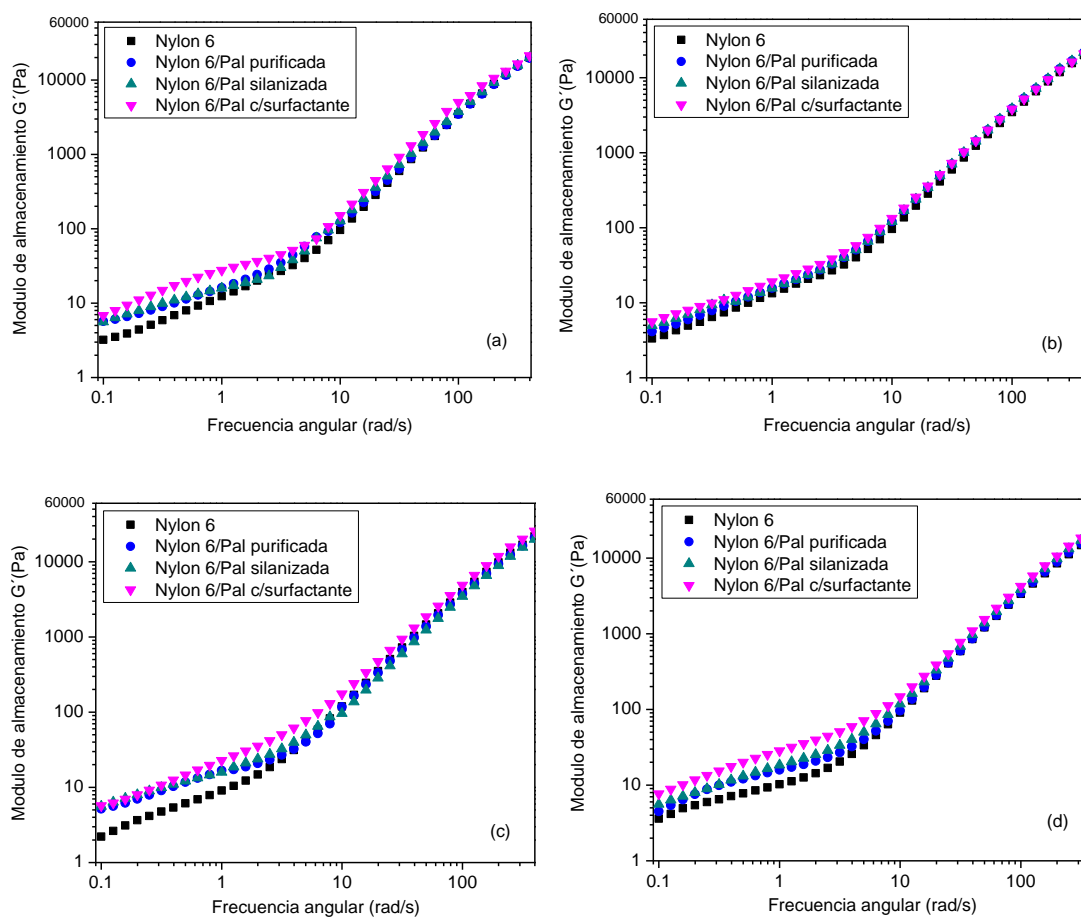 60000
10000
1000
100
10
1
Modulo de almacenamiento G´(Pa)
Nylon 6
Nylon 6/Pal purificada
Nylon 6/Pal silanizada
Nylon 6/Pal c/surfactante
(a)
0.1 1 10 100
Frecuencia angular (rad/s)
60000
10000
1000
100
10
1
Modulo de almacenamiento G´(Pa)
Nylon 6
Nylon 6/Pal purificada
Nylon 6/Pal silanizada
Nylon 6/Pal c/surfactante
(b)
0.1 1 10 100
Frecuencia angular (rad/s)
60000
10000
1000
100
10
1
Modulo de almacenamiento G´(Pa)
Nylon 6
Nylon 6/Pal purificada
Nylon 6/Pal silanizada
Nylon 6/Pal c/surfactante
(c)
0.1 1 10 100
Frecuencia angular (rad/s)
60000
10000
1000
100
10
1
Modulo de almacenamiento G´(Pa)
Nylon 6
Nylon 6/Pal purificada
Nylon 6/Pal silanizada
Nylon 6/Pal c/surfactante
(d)
0.1 1 10 100
Frecuencia angular (rad/s)